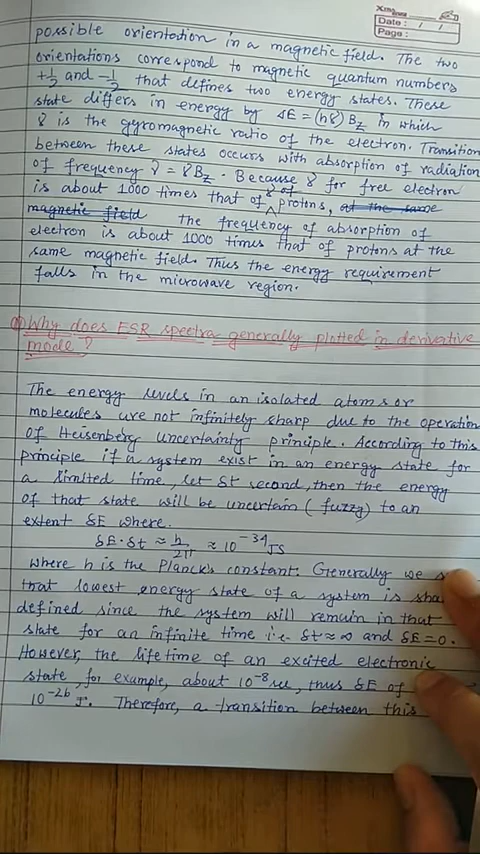 Date : / /
Page :
possible orientation in a magnetic field. The two
orientations correspond to magnetic quantum numbers
+1/2 and -1/2 that defines two energy states. These
state differs in energy by δE = (hγ) Bz in which
γ is the gyromagnetic ratio of the electron. Transition
between these states occurs with absorption of radiation
of frequency γ = γBz. Because γ for free electron
is about 1000 times that of γ of protons, at the same
magnetic field the frequency of absorption of
electron is about 1000 times that of protons at the
same magnetic field. Thus the energy requirement
falls in the microwave region.
Why does ESR spectra generally plotted in derivative
mode?
The energy levels in an isolated atoms or
molecules are not infinitely sharp due to the operation
of Heisenberg uncertainty principle. According to this
principle if a system exist in an energy state for
a limited time, let δt second, then the energy
of that state will be uncertain (fuzzy) to an
extent δE where.
δE·δt ≈ h/2π ≈ 10⁻³⁴ JS
where h is the Planck's constant. Generally we
that lowest energy state of a system is
defined since the system will remain in that
state for an infinite time i.e. δt ≈ ∞ and δE = 0.
However, the lifetime of an excited electronic
state, for example, about 10⁻⁸ sec, thus δE of
10⁻²⁶ J. Therefore, a transition between this